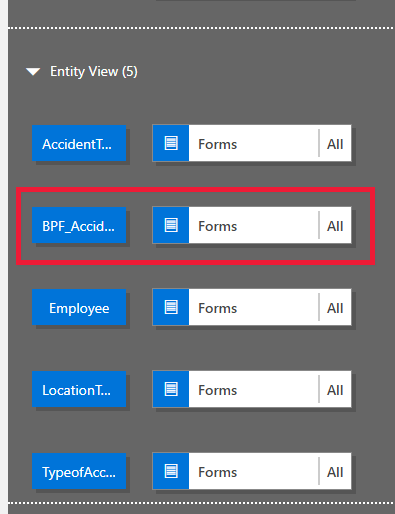 Entity View (5)
AccidentT... Forms All
BPF_Accid... Forms All
Employee Forms All
LocationT... Forms All
TypeofAcc... Forms All